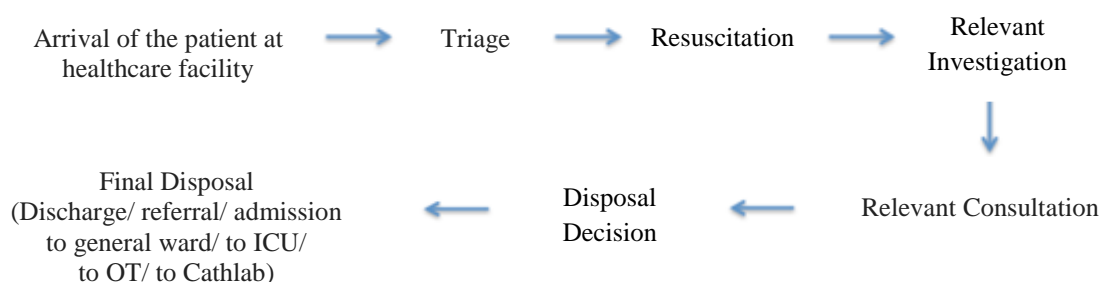 Arrival of the patient at
healthcare facility
Triage
Resuscitation
Relevant
Investigation
Relevant Consultation
Disposal
Decision
Final Disposal
(Discharge/ referral/ admission
to general ward/ to ICU/
to OT/ to Cathlab)